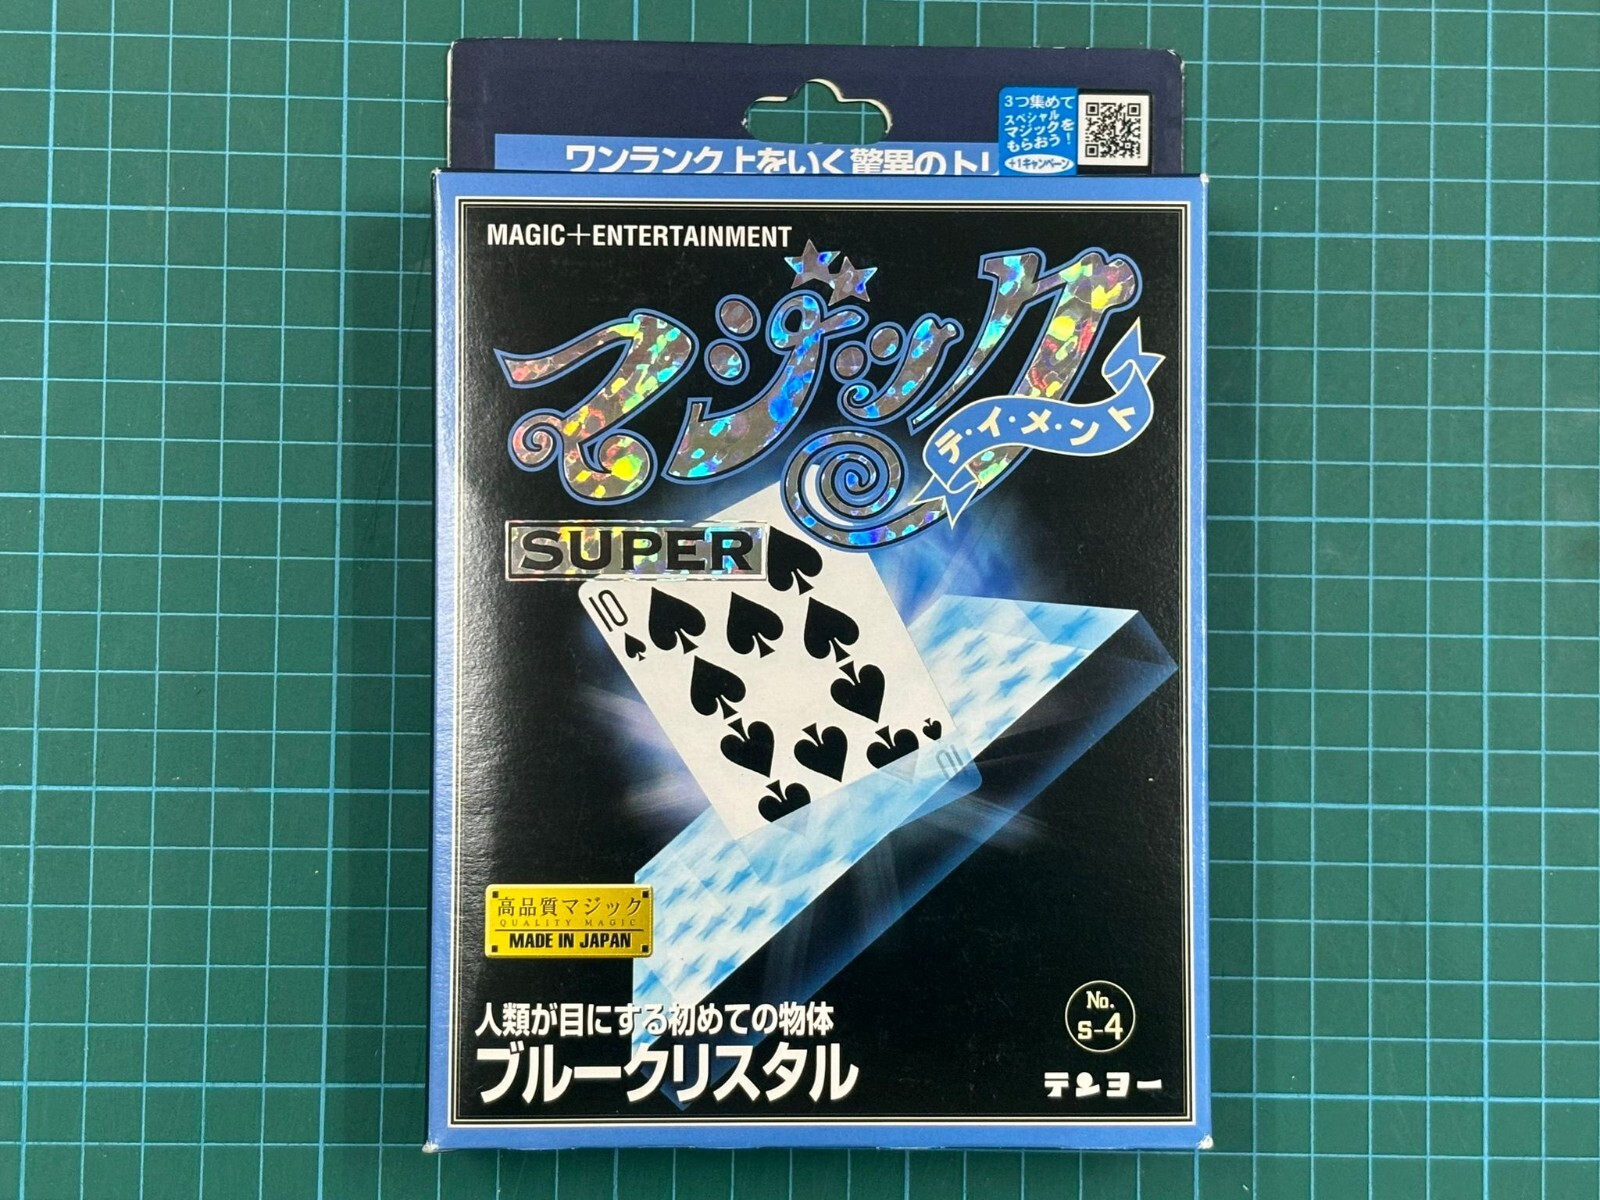 3つ集めて
スペシャル
マジックを
もらおう!
+1キャンペーン
ワンランク上をいく驚異のトリ
MAGIC+ENTERTAINMENT
マジック
テ・イ・メ・ント
SUPER
10
10
高品質マジック
QUALITY MAGIC
MADE IN JAPAN
人類が目にする初めての物体
ブルークリスタル
No.
S-4
テンヨー